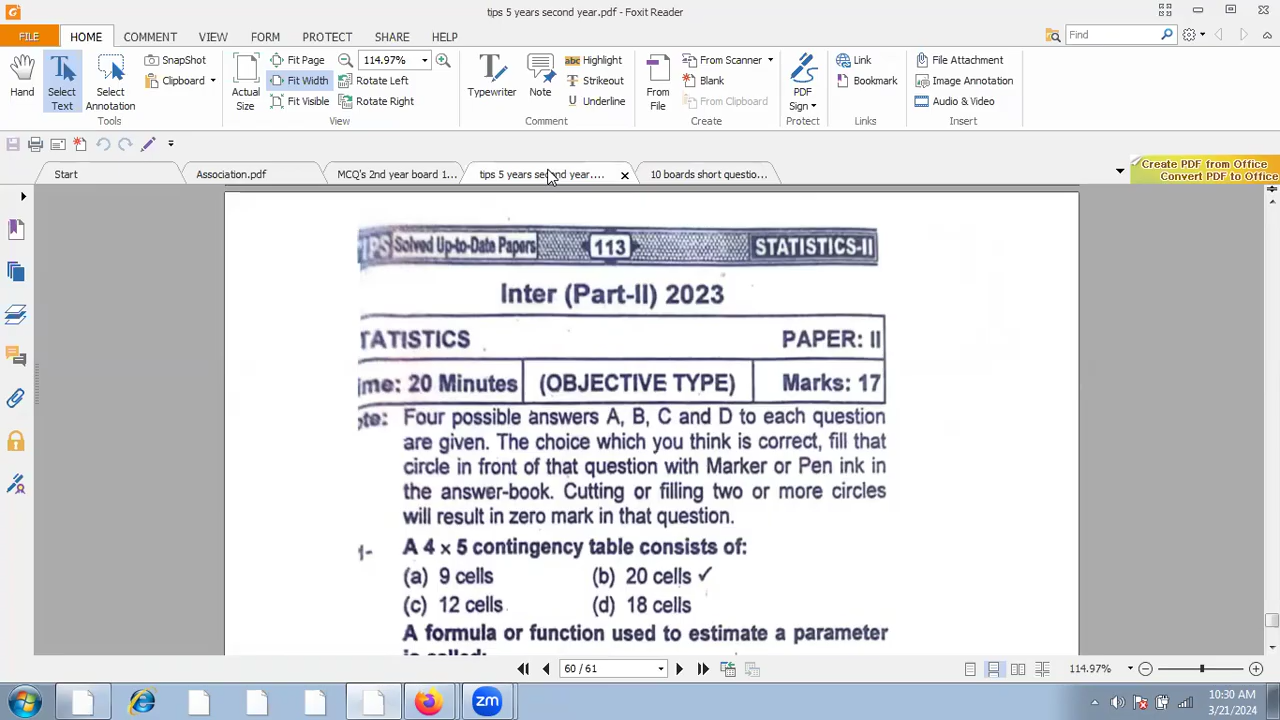 tips 5 years second year.pdf - Foxit Reader
FILE HOME COMMENT VIEW FORM PROTECT SHARE HELP Find
SnapShot Fit Page 114.97% Highlight From Scanner Link File Attachment
Clipboard Fit Width Rotate Left Strikeout Blank Bookmark Image Annotation
Hand Select Text Select Annotation Actual Size Fit Visible Rotate Right Typewriter Note Underline From File From Clipboard PDF Sign Audio & Video
Tools View Comment Create Protect Links Insert
Start Association.pdf MCQ's 2nd year board 1... tips 5 years second year.... 10 boards short questio...
Create PDF from Office
Convert PDF to Office
TIPS Solved Up-to-Date Papers 113 STATISTICS-II
Inter (Part-II) 2023
TATISTICS PAPER: II
ime: 20 Minutes (OBJECTIVE TYPE) Marks: 17
ote: Four possible answers A, B, C and D to each question
are given. The choice which you think is correct, fill that
circle in front of that question with Marker or Pen ink in
the answer-book. Cutting or filling two or more circles
will result in zero mark in that question.
1- A 4 × 5 contingency table consists of:
(a) 9 cells (b) 20 cells ✓
(c) 12 cells (d) 18 cells
A formula or function used to estimate a parameter
is called:
60 / 61 114.97%
zm 10:30 AM
3/21/2024